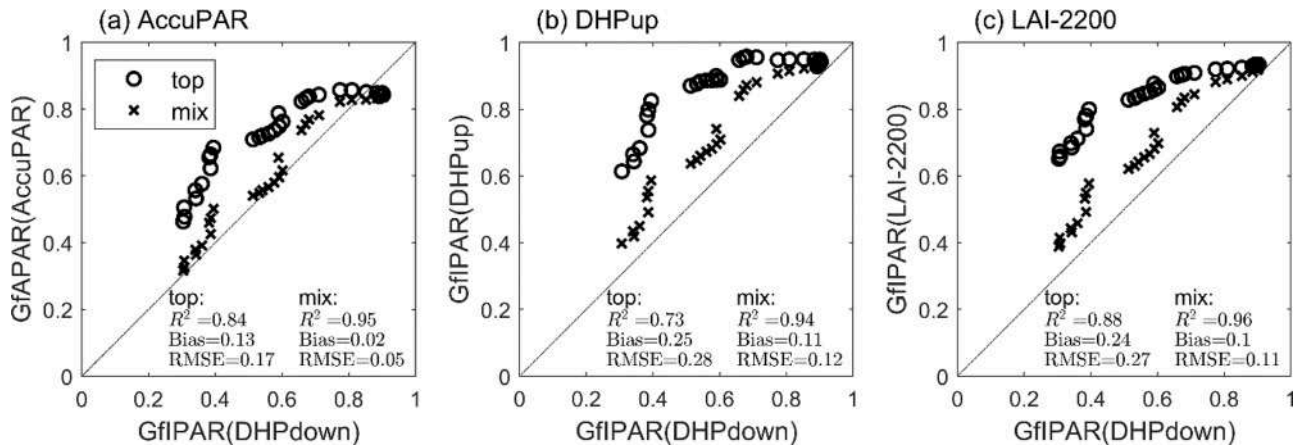 (a) AccuPAR
GfAPAR(AccuPAR)
1
0.8
0.6
0.4
0.2
0
top
mix
top:
R² =0.84
Bias=0.13
RMSE=0.17
mix:
R² =0.95
Bias=0.02
RMSE=0.05
0 0.2 0.4 0.6 0.8 1
GfIPAR(DHPdown)
(b) DHPup
GfIPAR(DHPup)
1
0.8
0.6
0.4
0.2
0
top:
R² =0.73
Bias=0.25
RMSE=0.28
mix:
R² =0.94
Bias=0.11
RMSE=0.12
0 0.2 0.4 0.6 0.8 1
GfIPAR(DHPdown)
(c) LAI-2200
GfIPAR(LAI-2200)
1
0.8
0.6
0.4
0.2
0
top:
R² =0.88
Bias=0.24
RMSE=0.27
mix:
R² =0.96
Bias=0.1
RMSE=0.11
0 0.2 0.4 0.6 0.8 1
GfIPAR(DHPdown)